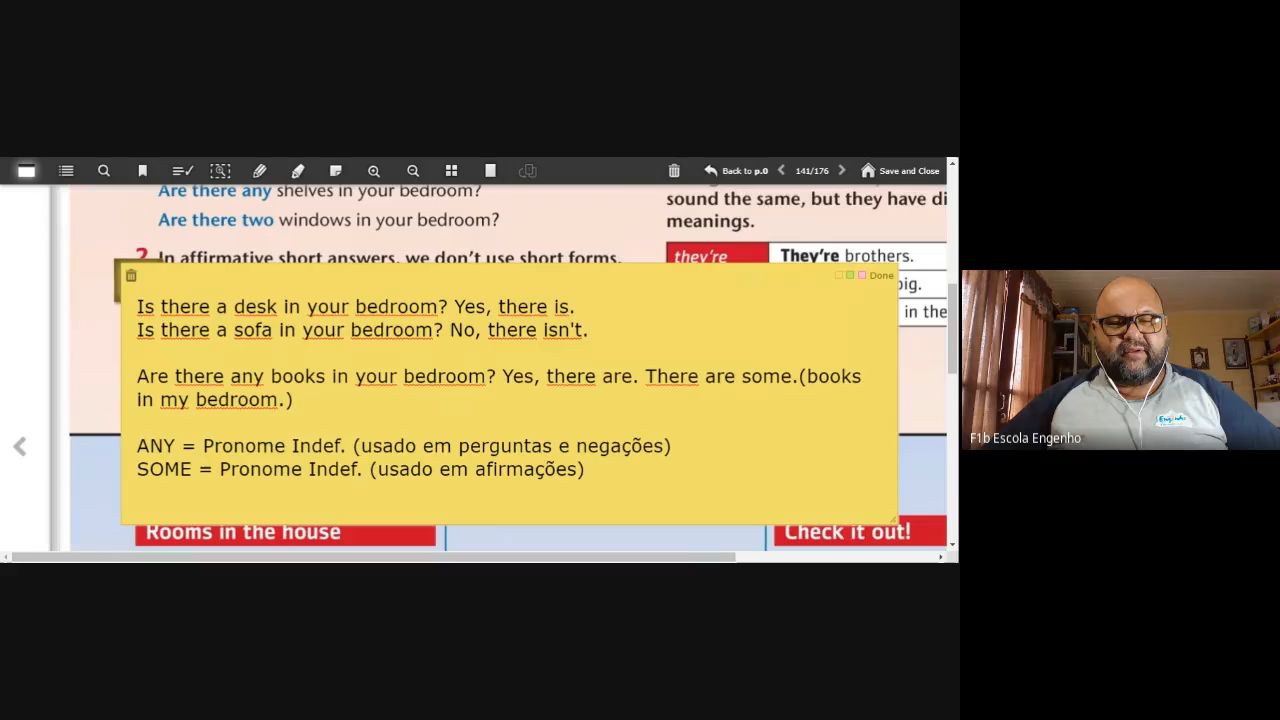 Back to p.0
141/176
Save and Close
Are there any shelves in your bedroom?
Are there two windows in your bedroom?
2 In affirmative short answers, we don't use short forms.
sound the same, but they have di
meanings.
they're They're brothers.
big.
in the
Done
Is there a desk in your bedroom? Yes, there is.
Is there a sofa in your bedroom? No, there isn't.
Are there any books in your bedroom? Yes, there are. There are some.(books
in my bedroom.)
ANY = Pronome Indef. (usado em perguntas e negações)
SOME = Pronome Indef. (usado em afirmações)
Rooms in the house
Check it out!
F1b Escola Engenho
Engenho